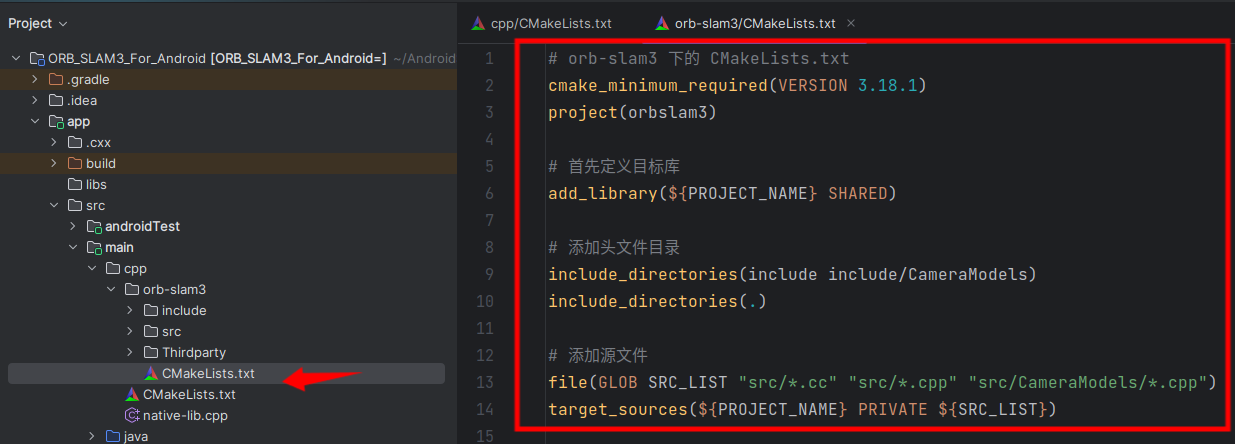 Project
ORB_SLAM3_For_Android [ORB_SLAM3_For_Android=] ~/Android
.gradle
.idea
app
.cxx
build
libs
src
androidTest
main
cpp
orb-slam3
include
src
Thirdparty
CMakeLists.txt
CMakeLists.txt
native-lib.cpp
java
cpp/CMakeLists.txt
orb-slam3/CMakeLists.txt
1 # orb-slam3 下的 CMakeLists.txt
2 cmake_minimum_required(VERSION 3.18.1)
3 project(orbslam3)
4
5 # 首先定义目标库
6 add_library(${PROJECT_NAME} SHARED)
7
8 # 添加头文件目录
9 include_directories(include include/CameraModels)
10 include_directories(.)
11
12 # 添加源文件
13 file(GLOB SRC_LIST "src/*.cc" "src/*.cpp" "src/CameraModels/*.cpp")
14 target_sources(${PROJECT_NAME} PRIVATE ${SRC_LIST})
15